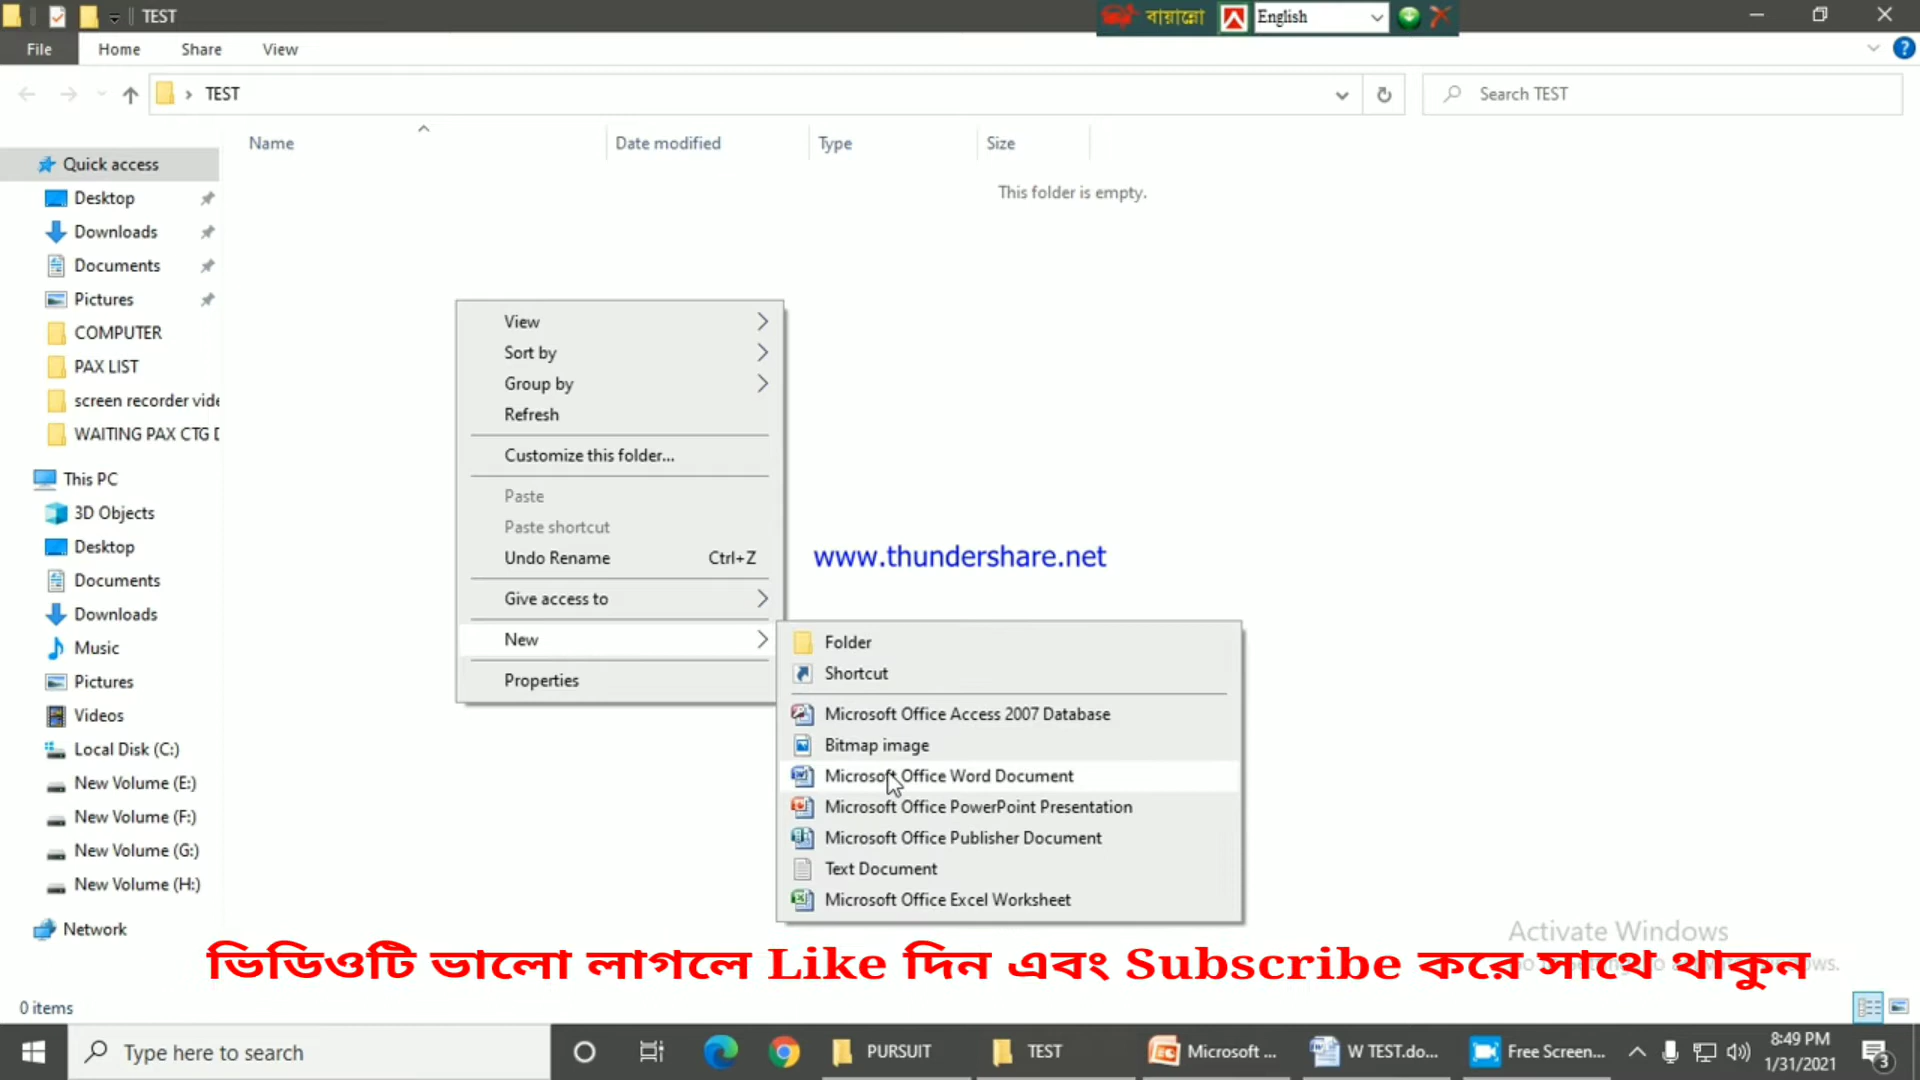 TEST
বায়ান্নো
English
File Home Share View
TEST
Search TEST
Name Date modified Type Size
This folder is empty.
Quick access
Desktop
Downloads
Documents
Pictures
COMPUTER
PAX LIST
screen recorder vide
WAITING PAX CTG D
This PC
3D Objects
Desktop
Documents
Downloads
Music
Pictures
Videos
Local Disk (C:)
New Volume (E:)
New Volume (F:)
New Volume (G:)
New Volume (H:)
Network
View
Sort by
Group by
Refresh
Customize this folder...
Paste
Paste shortcut
Undo Rename Ctrl+Z
Give access to
New
Properties
www.thundershare.net
Folder
Shortcut
Microsoft Office Access 2007 Database
Bitmap image
Microsoft Office Word Document
Microsoft Office PowerPoint Presentation
Microsoft Office Publisher Document
Text Document
Microsoft Office Excel Worksheet
Activate Windows
ভিডিওটি ভালো লাগলে Like দিন এবং Subscribe করে সাথে থাকুন
0 items
Type here to search
PURSUIT
TEST
Microsoft ...
W TEST.do...
Free Screen...
8:49 PM
1/31/2021
3